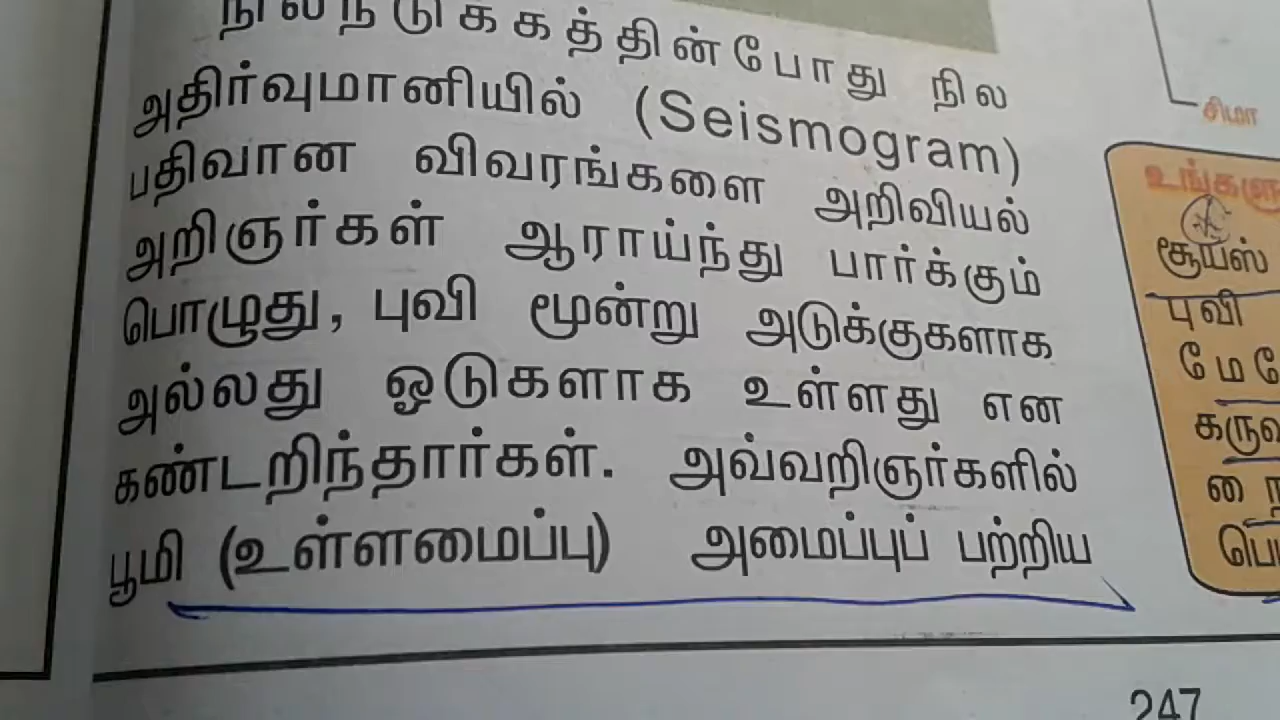 நிலநடுக்கத்தின்போது நில
அதிர்வுமானியில் (Seismogram)
பதிவான விவரங்களை அறிவியல்
அறிஞர்கள் ஆராய்ந்து பார்க்கும்
பொழுது, புவி மூன்று அடுக்குகளாக
அல்லது ஓடுகளாக உள்ளது என
கண்டறிந்தார்கள். அவ்வறிஞர்களில்
பூமி (உள்ளமைப்பு) அமைப்புப் பற்றிய
சிமா
சூயஸ்
புவி
247